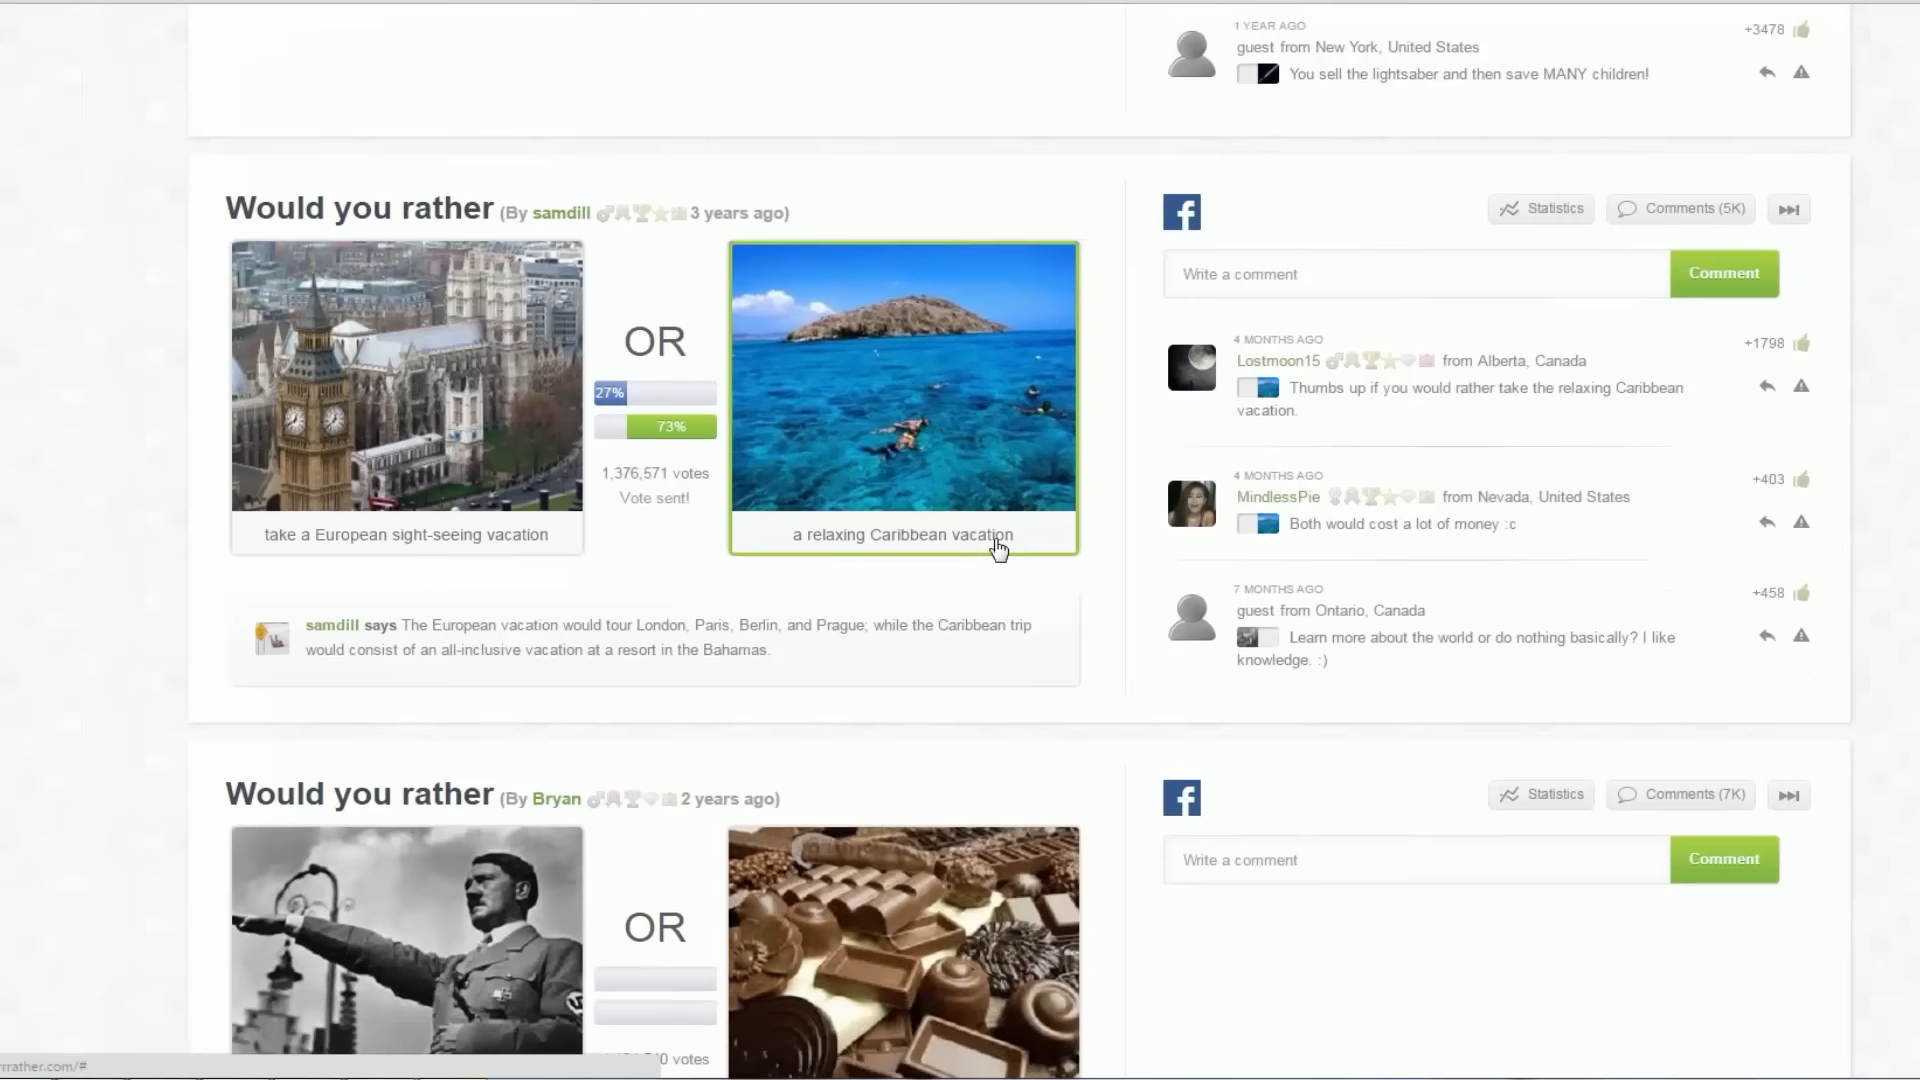 1 YEAR AGO
+3478
guest from New York, United States
You sell the lightsaber and then save MANY children!
Would you rather (By samdill 3 years ago)
OR
27%
73%
1,376,571 votes
Vote sent!
take a European sight-seeing vacation
a relaxing Caribbean vacation
samdill says The European vacation would tour London, Paris, Berlin, and Prague; while the Caribbean trip
would consist of an all-inclusive vacation at a resort in the Bahamas.
f
Statistics
Comments (5K)
Write a comment
Comment
4 MONTHS AGO
+1798
Lostmoon15 from Alberta, Canada
Thumbs up if you would rather take the relaxing Caribbean
vacation.
4 MONTHS AGO
+403
MindlessPie from Nevada, United States
Both would cost a lot of money :c
7 MONTHS AGO
+458
guest from Ontario, Canada
Learn more about the world or do nothing basically? I like
knowledge. :)
Would you rather (By Bryan 2 years ago)
OR
votes
f
Statistics
Comments (7K)
Write a comment
Comment
rrrather.com/#